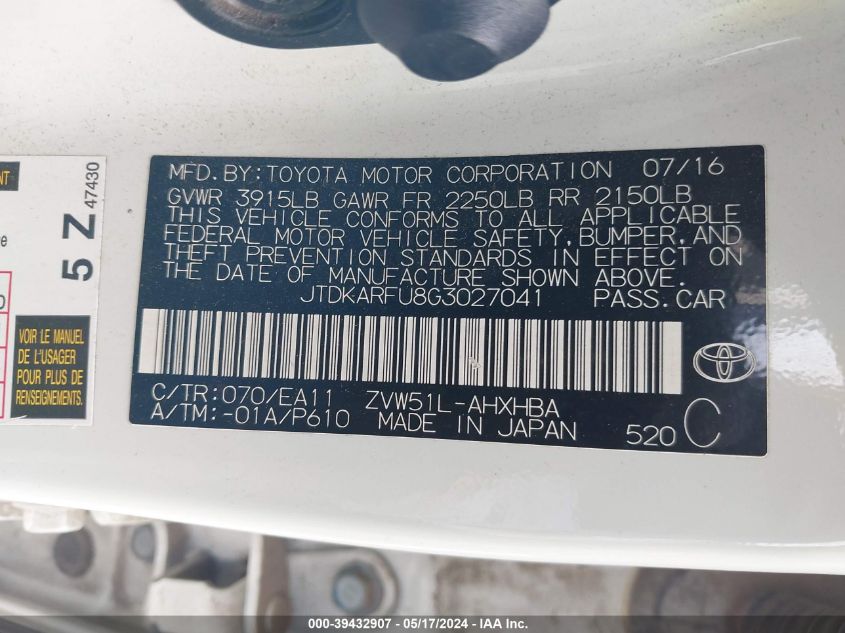 MFD. BY: TOYOTA MOTOR CORPORATION 07/16
GVWR 3915LB GAWR FR 2250LB RR 2150LB
THIS VEHICLE CONFORMS TO ALL APPLICABLE
FEDERAL MOTOR VEHICLE SAFETY, BUMPER, AND
THEFT PREVENTION STANDARDS IN EFFECT ON
THE DATE OF MANUFACTURE SHOWN ABOVE.
JTDKARFU8G3027041 PASS. CAR
C/TR: 070/EA11 ZVW51L-AHXHBA
A/TM: -01A/P610 MADE IN JAPAN 520 C
5 Z 47430
VOIR LE MANUEL
DE L'USAGER
POUR PLUS DE
RENSEIGNEMENTS.
000-39432907 - 05/17/2024 - IAA Inc.